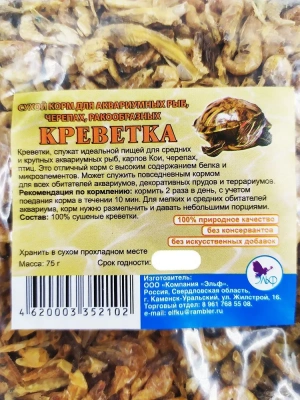 СУХОЙ КОРМ ДЛЯ АКВАРИУМНЫХ РЫБ,
ЧЕРЕПАХ, РАКООБРАЗНЫХ
КРЕВЕТКА
Креветки, служат идеальной пищей для средних
и крупных аквариумных рыб, карпов Кои, черепах,
птиц. Это отличный корм с высоким содержанием белка и
микроэлементов. Может служить повседневным кормом
для всех обитателей аквариумов, декоративных прудов и террариумов.
Рекомендация по кормлению: кормить 2 раза в день, с учетом
поедания корма в течении 10 мин. Для мелких и средних обитателей
аквариума, корм нужно размельчить и давать небольшими порциями.
Состав: 100% сушеные креветки.
100% природное качество
без консервантов
без искусственных добавок
Хранить в сухом прохладном месте
Масса: 75 г
Срок годности:
4 620003 352102
Изготовитель:
ООО «Компания "Эльф».
Россия, Свердловская область,
г. Каменск-Уральский, ул. Жилстрой, 16.
Торговый отдел: 8 961 768 55 08.
e-mail: elfku@rambler.ru